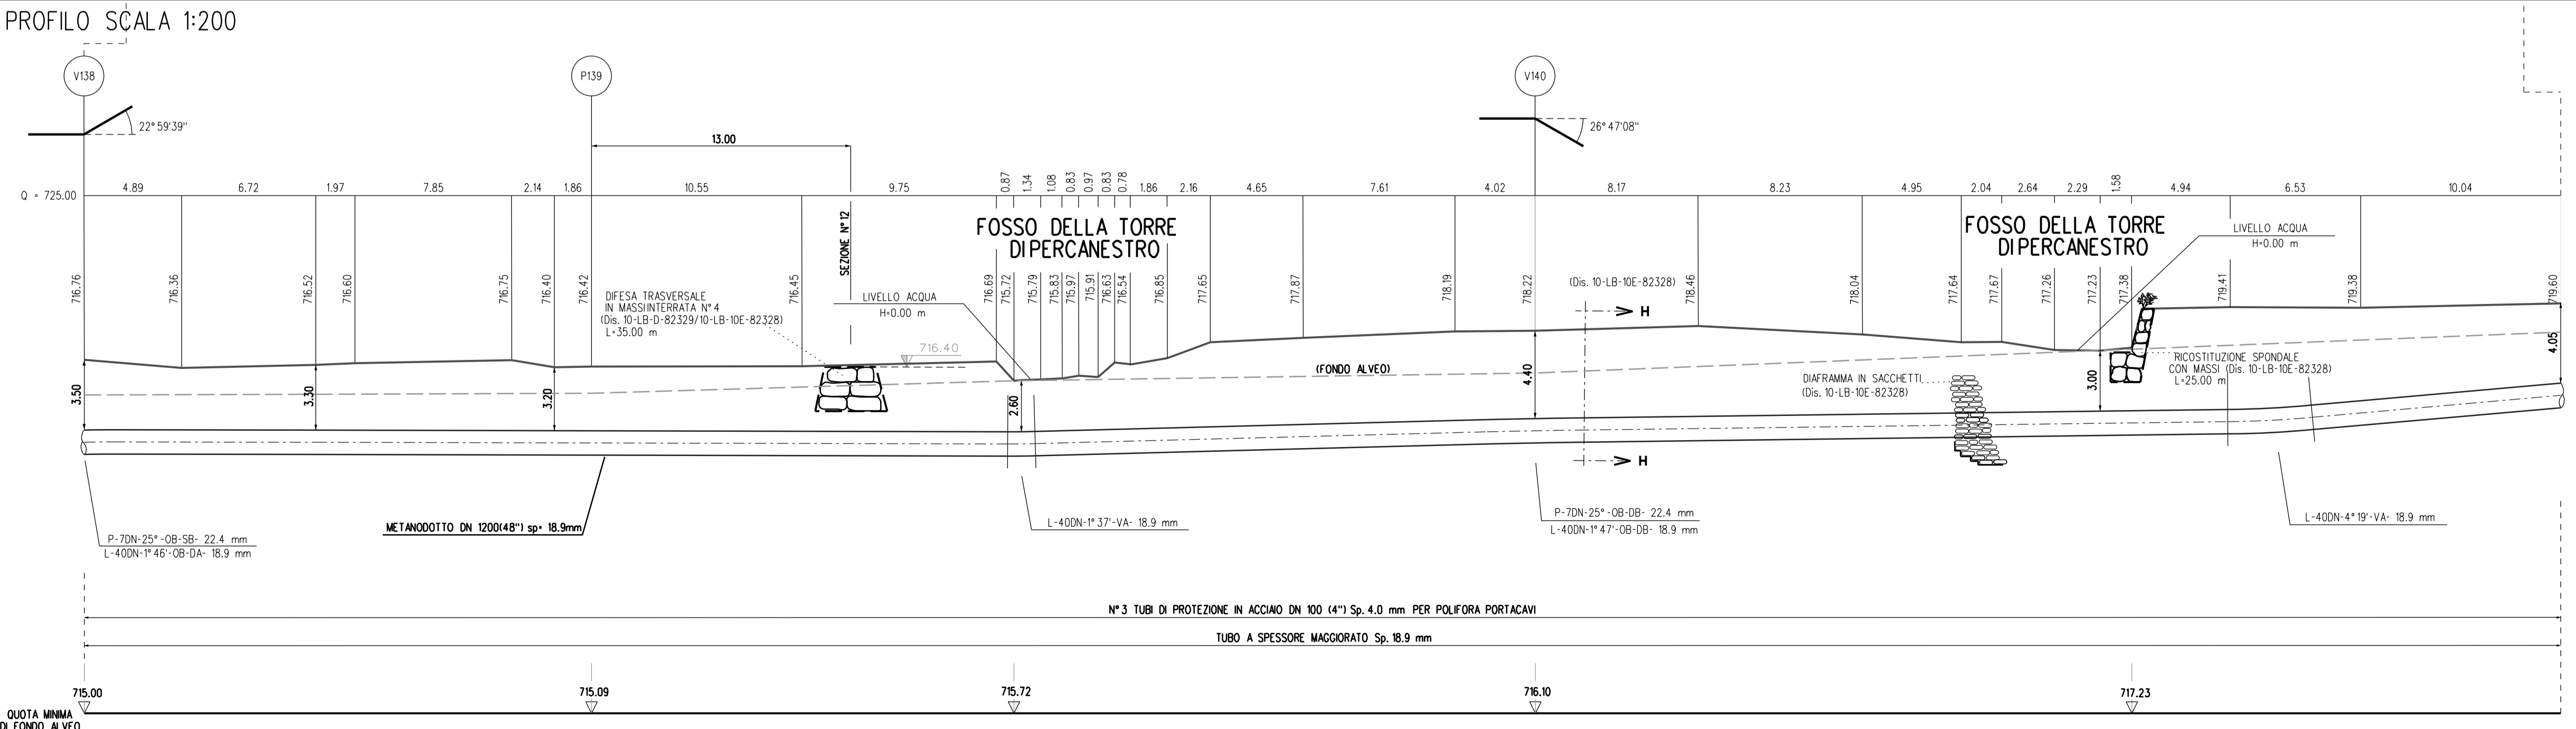 PROFILO SCALA 1:200
V138
P139
V140
22°59'39"
26°47'08"
13.00
Q = 725.00
4.89
6.72
1.97
7.85
2.14
1.86
10.55
9.75
0.87
1.34
1.08
0.83
0.97
0.83
0.78
1.86
2.16
4.65
7.61
4.02
8.17
8.23
4.95
2.04
2.64
2.29
1.58
4.94
6.53
10.04
SEZIONE N°12
FOSSO DELLA TORRE
DI PERCANESTRO
FOSSO DELLA TORRE
DI PERCANESTRO
LIVELLO ACQUA
H=0.00 m
716.76
716.36
716.52
716.60
716.75
716.40
716.42
716.45
716.69
715.72
715.79
715.83
715.97
715.91
716.63
716.54
716.85
717.65
717.87
718.19
718.22
718.46
718.04
717.64
717.67
717.26
717.23
717.38
719.41
719.38
719.60
DIFESA TRASVERSALE
IN MASSI INTERRATA N°4
(Dis. 10-LB-D-82329/10-LB-10E-82328)
L=35.00 m
LIVELLO ACQUA
H=0.00 m
716.40
(Dis. 10-LB-10E-82328)
H
(FONDO ALVEO)
DIAFRAMMA IN SACCHETTI
(Dis. 10-LB-10E-82328)
RICOSTITUZIONE SPONDALE
CON MASSI (Dis. 10-LB-10E-82328)
L=25.00 m
3.50
3.30
3.20
2.60
4.40
3.00
4.05
H
P-7DN-25°-OB-SB- 22.4 mm
L-40DN-1°46'-OB-DA- 18.9 mm
METANODOTTO DN 1200(48") sp= 18.9mm
L-40DN-1°37'-VA- 18.9 mm
P-7DN-25°-OB-DB- 22.4 mm
L-40DN-1°47'-OB-DB- 18.9 mm
L-40DN-4°19'-VA- 18.9 mm
N°3 TUBI DI PROTEZIONE IN ACCIAIO DN 100 (4") Sp. 4.0 mm PER POLIFORA PORTACAVI
TUBO A SPESSORE MAGGIORATO Sp. 18.9 mm
715.00
715.09
715.72
716.10
717.23
QUOTA MINIMA
DI FONDO ALVEO